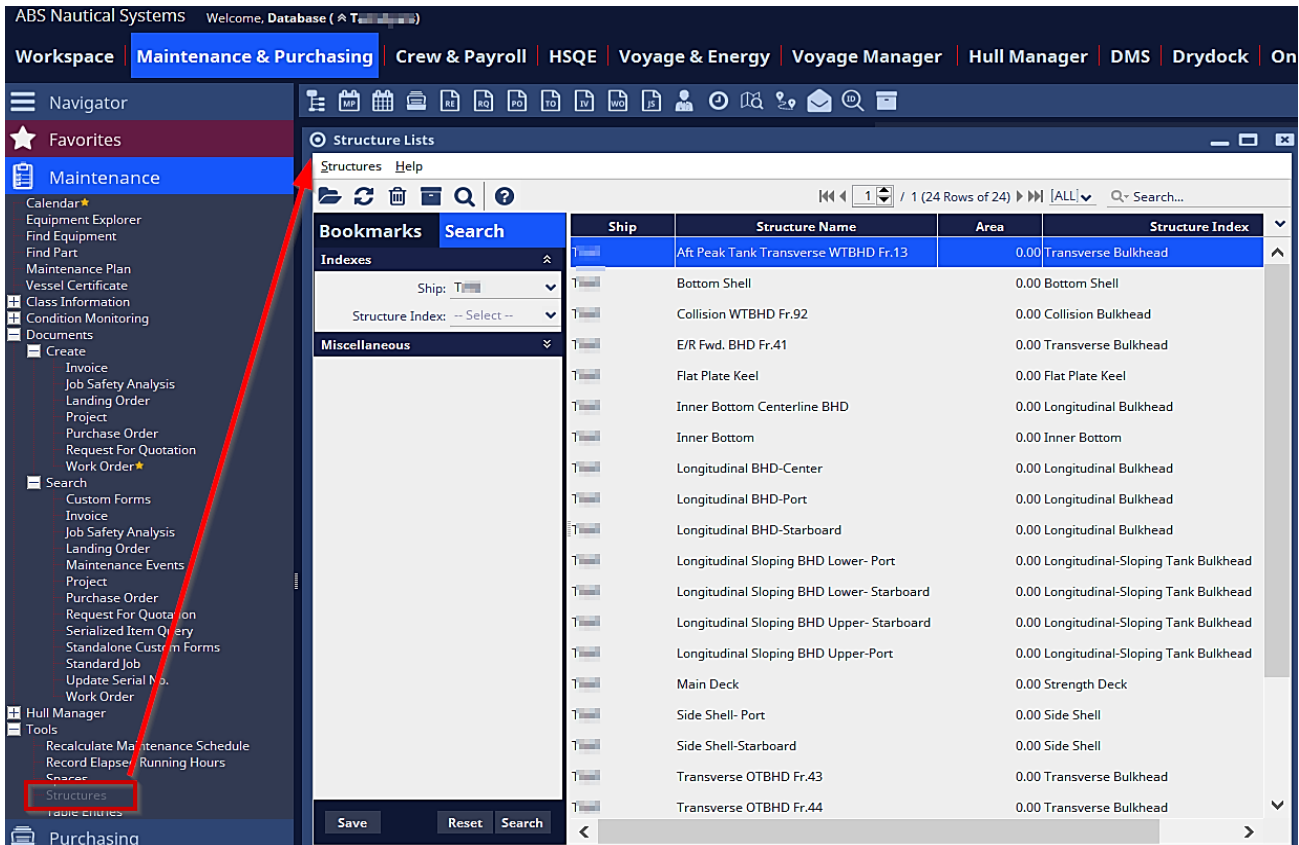 ABS Nautical Systems Welcome, Database (
Workspace Maintenance & Purchasing Crew & Payroll HSQE Voyage & Energy Voyage Manager Hull Manager DMS Drydock On
Navigator
Favorites
Maintenance
Calendar
Equipment Explorer
Find Equipment
Find Part
Maintenance Plan
Vessel Certificate
Class Information
Condition Monitoring
Documents
Create
Invoice
Job Safety Analysis
Landing Order
Project
Purchase Order
Request For Quotation
Work Order
Search
Custom Forms
Invoice
Job Safety Analysis
Landing Order
Maintenance Events
Project
Purchase Order
Request For Quotation
Serialized Item Query
Standalone Custom Forms
Standard Job
Update Serial No.
Work Order
Hull Manager
Tools
Recalculate Maintenance Schedule
Record Elapsed Running Hours
Spaces
Structures
Table Entries
Purchasing
MP RE RQ PO TO IV WO JS ID
Structure Lists
Structures Help
1 / 1 (24 Rows of 24) [ALL] Search...
Bookmarks Search
Indexes
Ship: T
Structure Index: -- Select --
Miscellaneous
Save Reset Search
Ship Structure Name Area Structure Index
T Aft Peak Tank Transverse WTBHD Fr.13 0.00 Transverse Bulkhead
T Bottom Shell 0.00 Bottom Shell
T Collision WTBHD Fr.92 0.00 Collision Bulkhead
T E/R Fwd. BHD Fr.41 0.00 Transverse Bulkhead
T Flat Plate Keel 0.00 Flat Plate Keel
T Inner Bottom Centerline BHD 0.00 Longitudinal Bulkhead
T Inner Bottom 0.00 Inner Bottom
T Longitudinal BHD-Center 0.00 Longitudinal Bulkhead
T Longitudinal BHD-Port 0.00 Longitudinal Bulkhead
T Longitudinal BHD-Starboard 0.00 Longitudinal Bulkhead
T Longitudinal Sloping BHD Lower- Port 0.00 Longitudinal-Sloping Tank Bulkhead
T Longitudinal Sloping BHD Lower- Starboard 0.00 Longitudinal-Sloping Tank Bulkhead
T Longitudinal Sloping BHD Upper- Starboard 0.00 Longitudinal-Sloping Tank Bulkhead
T Longitudinal Sloping BHD Upper-Port 0.00 Longitudinal-Sloping Tank Bulkhead
T Main Deck 0.00 Strength Deck
T Side Shell- Port 0.00 Side Shell
T Side Shell-Starboard 0.00 Side Shell
T Transverse OTBHD Fr.43 0.00 Transverse Bulkhead
T Transverse OTBHD Fr.44 0.00 Transverse Bulkhead